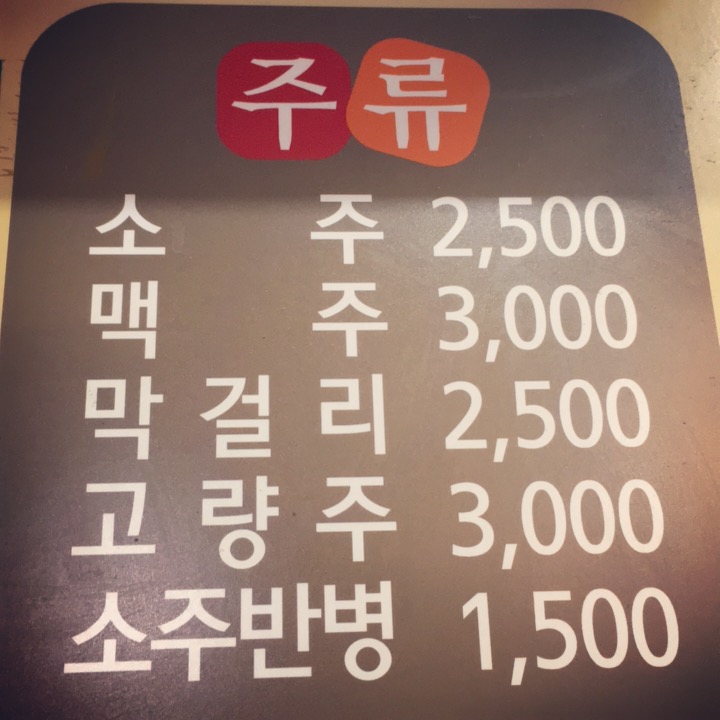 주류
소 주 2,500
맥 주 3,000
막 걸 리 2,500
고 량 주 3,000
소주반병 1,500